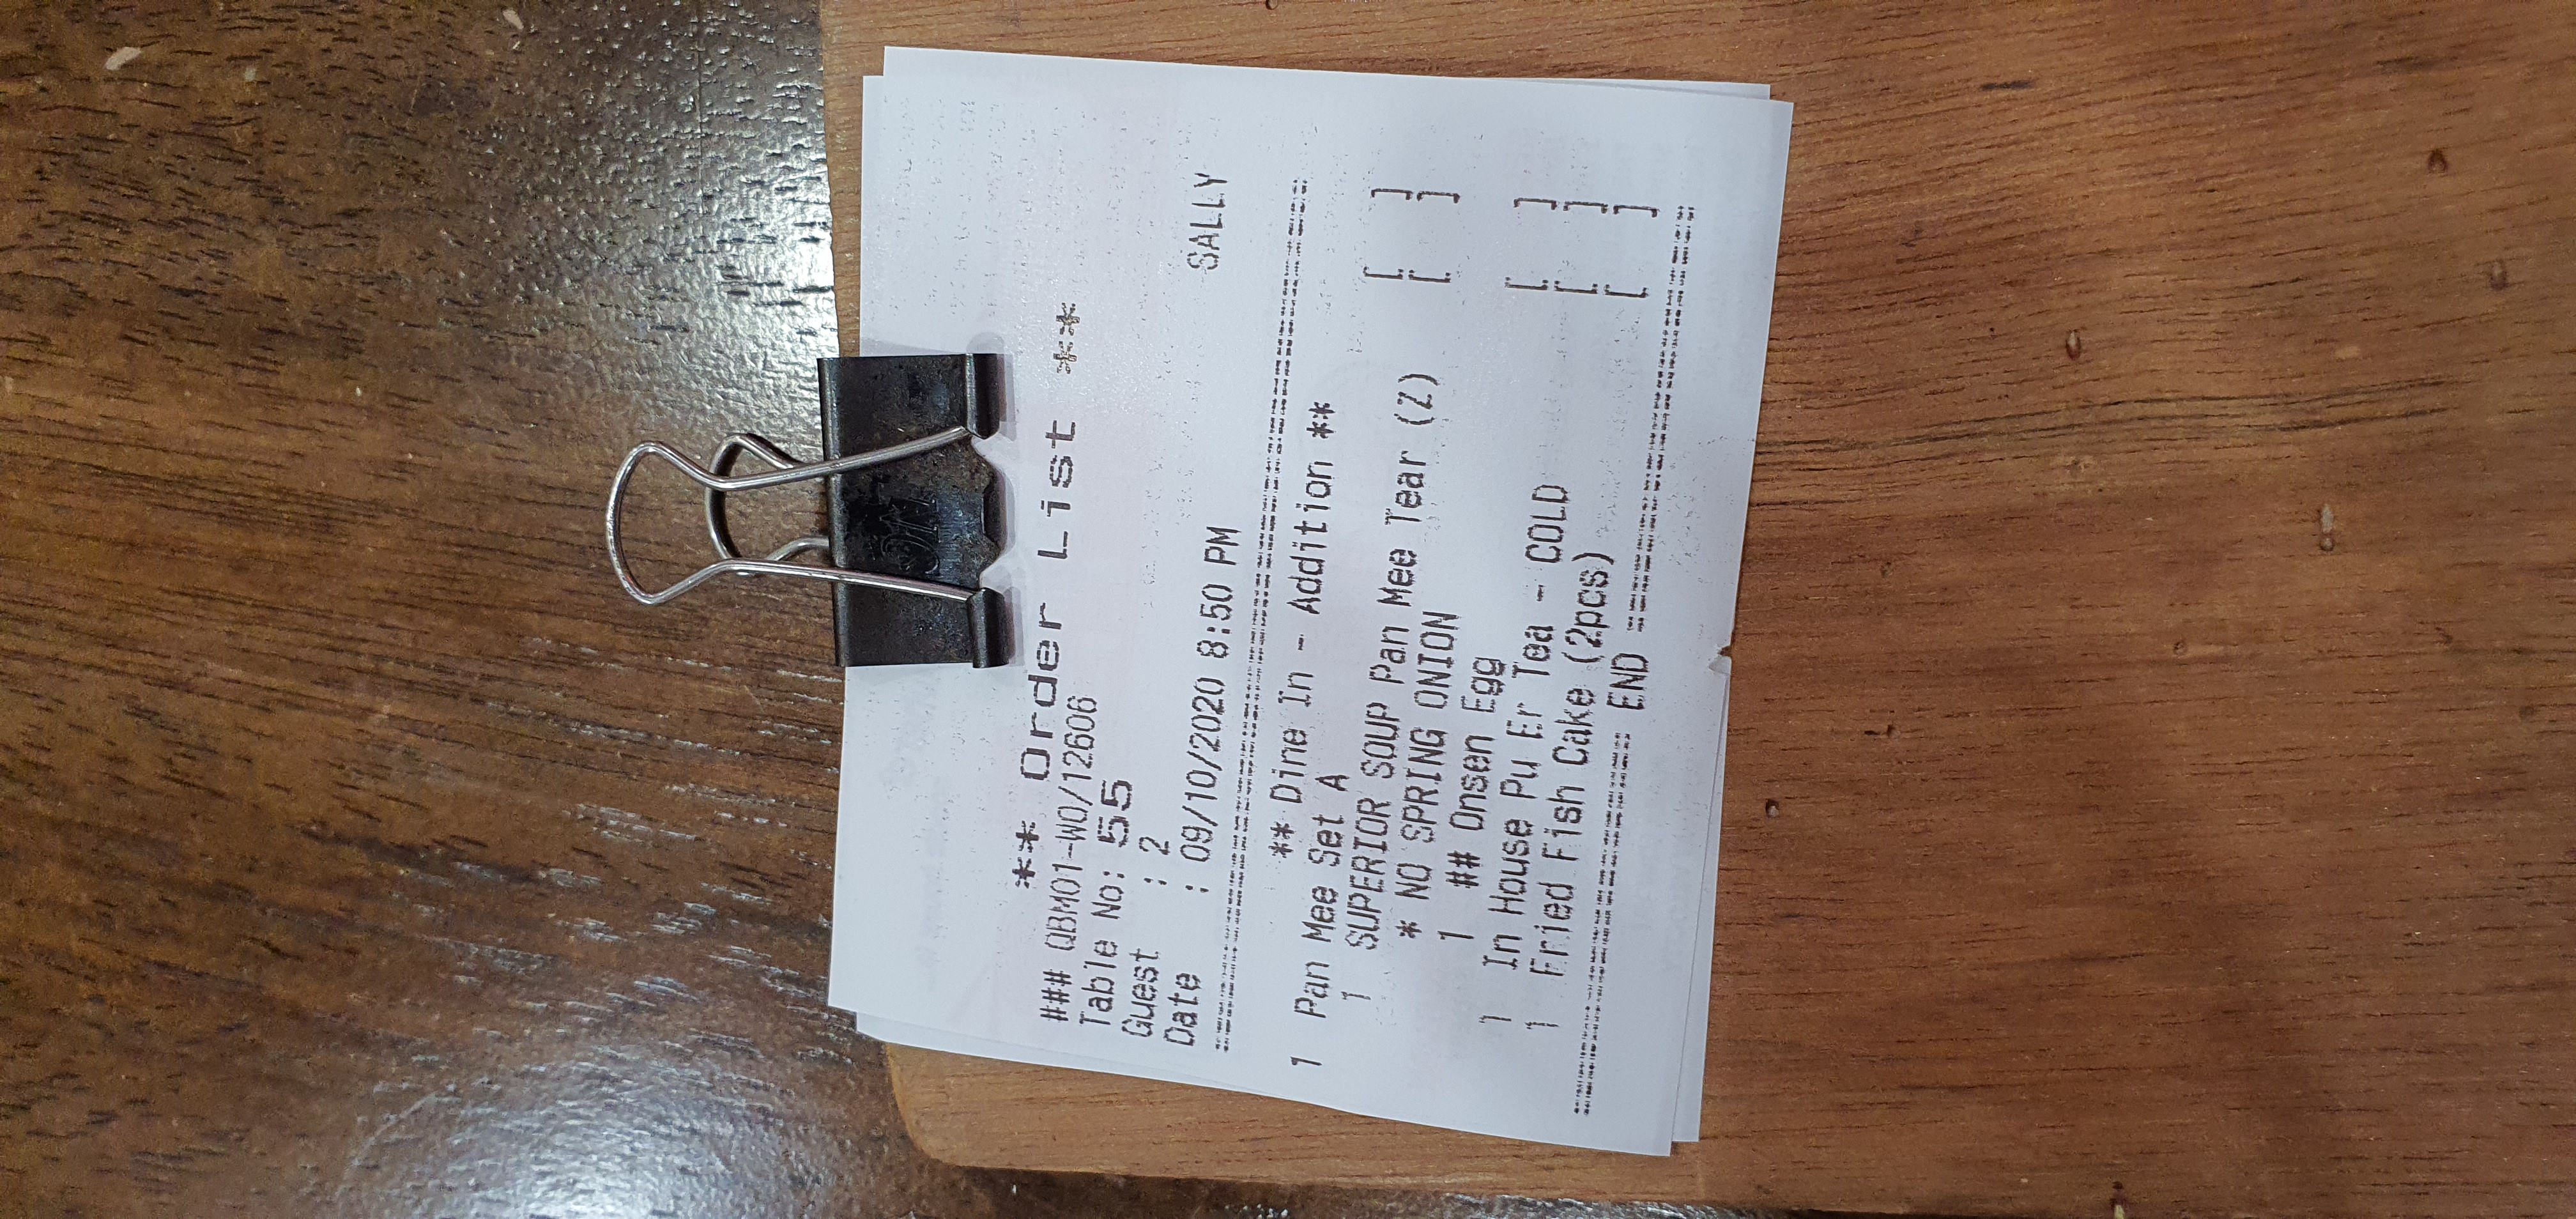 ** Order List **
### QBM01-WO/12606
Table No: 55
Guest : 2
Date : 09/10/2020 8:50 PM SALLY
** Dine In - Addition **
1 Pan Mee Set A [ ]
1 SUPERIOR SOUP Pan Mee Tear (Z) [ ]
* NO SPRING ONION
1 ## Onsen Egg [ ]
1 In House Pu Er Tea - COLD [ ]
1 Fried Fish Cake (2pcs) [ ]
END